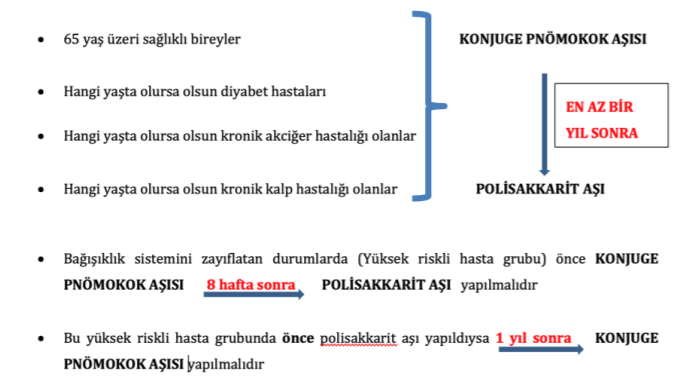 • 65 yaş üzeri sağlıklı bireyler
KONJUGE PNÖMOKOK AŞISI
• Hangi yaşta olursa olsun diyabet hastaları
EN AZ BİR
YIL SONRA
• Hangi yaşta olursa olsun kronik akciğer hastalığı olanlar
• Hangi yaşta olursa olsun kronik kalp hastalığı olanlar
POLİSAKKARİT AŞI
• Bağışıklık sistemini zayıflatan durumlarda (Yüksek riskli hasta grubu) önce KONJUGE
PNÖMOKOK AŞISI 8 hafta sonra POLİSAKKARİT AŞI yapılmalıdır
• Bu yüksek riskli hasta grubunda önce polisakkarit aşı yapıldıysa 1 yıl sonra KONJUGE
PNÖMOKOK AŞISI yapılmalıdır